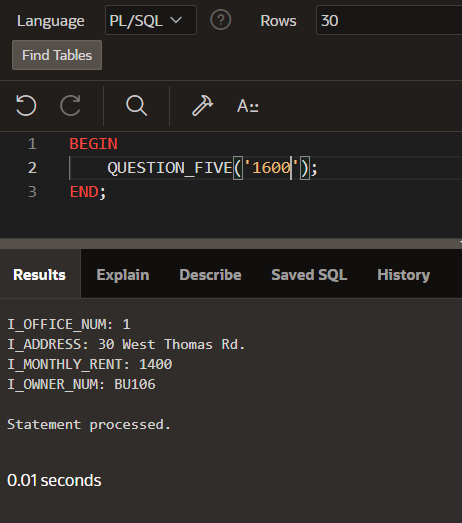 Language PL/SQL ? Rows 30
Find Tables
A::
1 BEGIN
2 QUESTION_FIVE('1600');
3 END;
Results Explain Describe Saved SQL History
I_OFFICE_NUM: 1
I_ADDRESS: 30 West Thomas Rd.
I_MONTHLY_RENT: 1400
I_OWNER_NUM: BU106
Statement processed.
0.01 seconds